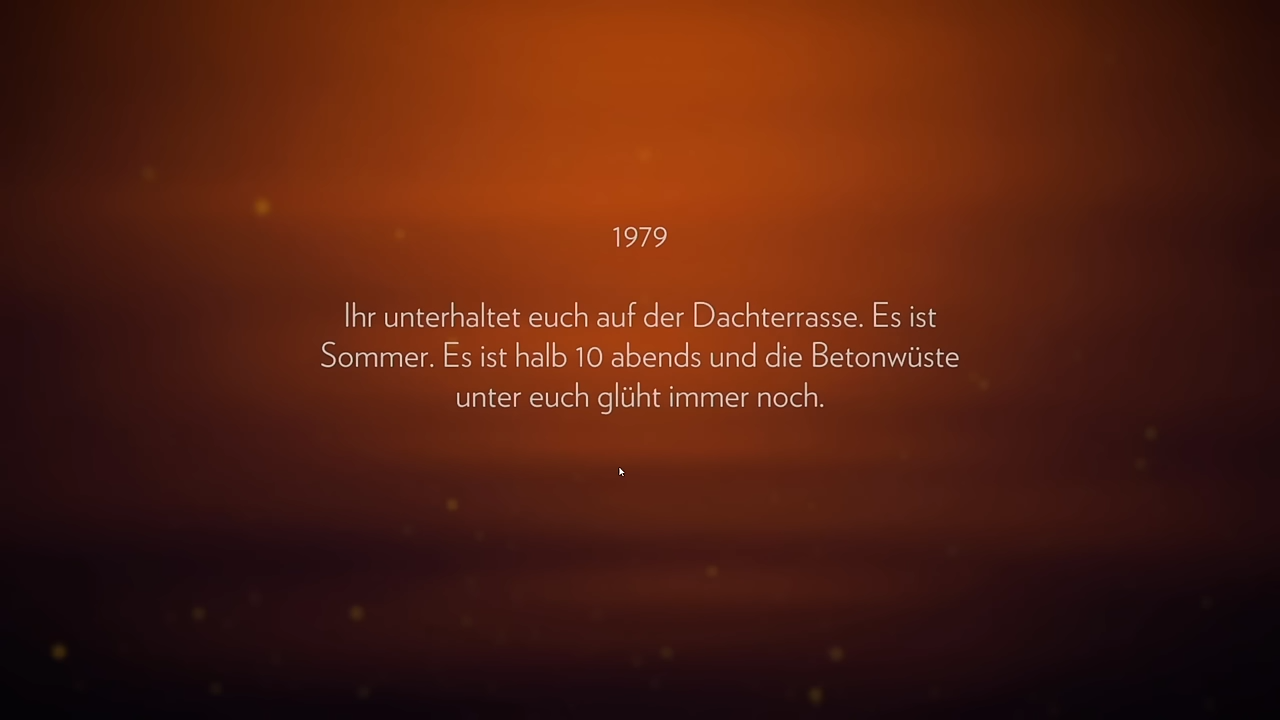 1979
Ihr unterhaltet euch auf der Dachterrasse. Es ist
Sommer. Es ist halb 10 abends und die Betonwüste
unter euch glüht immer noch.